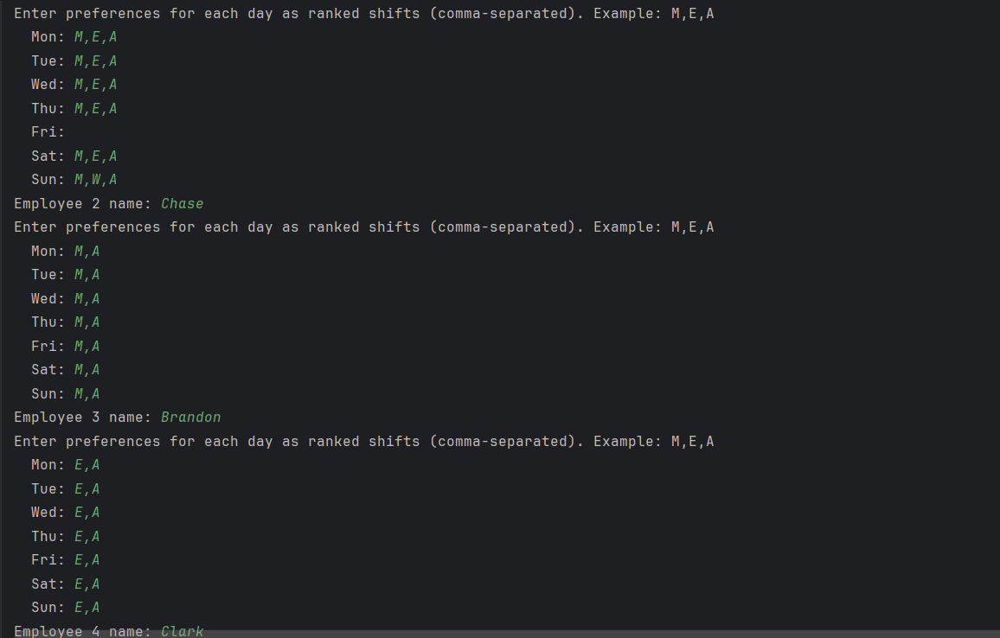 Enter preferences for each day as ranked shifts (comma-separated). Example: M,E,A
Mon: M,E,A
Tue: M,E,A
Wed: M,E,A
Thu: M,E,A
Fri:
Sat: M,E,A
Sun: M,W,A
Employee 2 name: Chase
Enter preferences for each day as ranked shifts (comma-separated). Example: M,E,A
Mon: M,A
Tue: M,A
Wed: M,A
Thu: M,A
Fri: M,A
Sat: M,A
Sun: M,A
Employee 3 name: Brandon
Enter preferences for each day as ranked shifts (comma-separated). Example: M,E,A
Mon: E,A
Tue: E,A
Wed: E,A
Thu: E,A
Fri: E,A
Sat: E,A
Sun: E,A
Employee 4 name: Clark